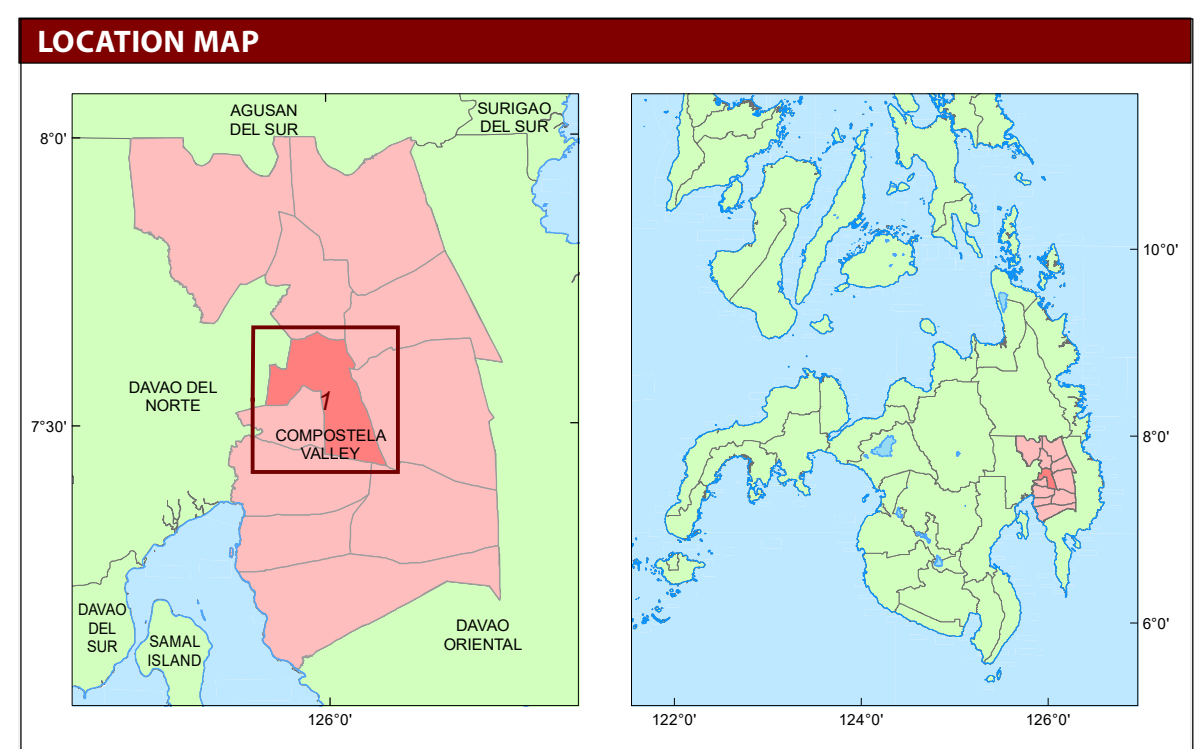 LOCATION MAP
AGUSAN
DEL SUR
SURIGAO
DEL SUR
8°0'
DAVAO DEL
NORTE
1
7°30'
COMPOSTELA
VALLEY
DAVAO
DEL
SUR
SAMAL
ISLAND
DAVAO
ORIENTAL
126°0'
10°0'
8°0'
6°0'
122°0'
124°0'
126°0'